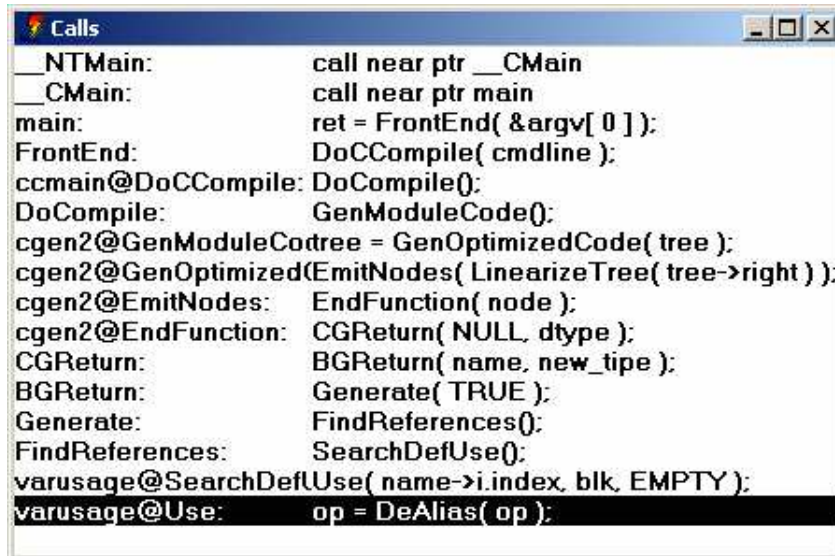 Calls
__NTMain: call near ptr __CMain
__CMain: call near ptr main
main: ret = FrontEnd( &argv[ 0 ] );
FrontEnd: DoCCompile( cmdline );
ccmain@DoCCompile: DoCompile();
DoCompile: GenModuleCode();
cgen2@GenModuleCotree = GenOptimizedCode( tree );
cgen2@GenOptimized(EmitNodes( LinearizeTree( tree->right ) );
cgen2@EmitNodes: EndFunction( node );
cgen2@EndFunction: CGReturn( NULL, dtype );
CGReturn: BGReturn( name, new_tipe );
BGReturn: Generate( TRUE );
Generate: FindReferences();
FindReferences: SearchDefUse();
varusage@SearchDefUse( name->i.index, blk, EMPTY );
varusage@Use: op = DeAlias( op );